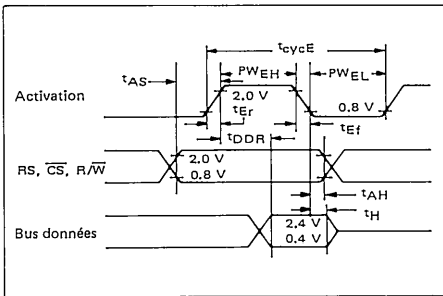 tcycE
tAS
PWEH
PWEL
Activation
2.0 V
0.8 V
tEr
tEf
tDDR
RS, C̅S̅, R/W̅
2.0 V
0.8 V
tAH
tH
Bus données
2.4 V
0.4 V